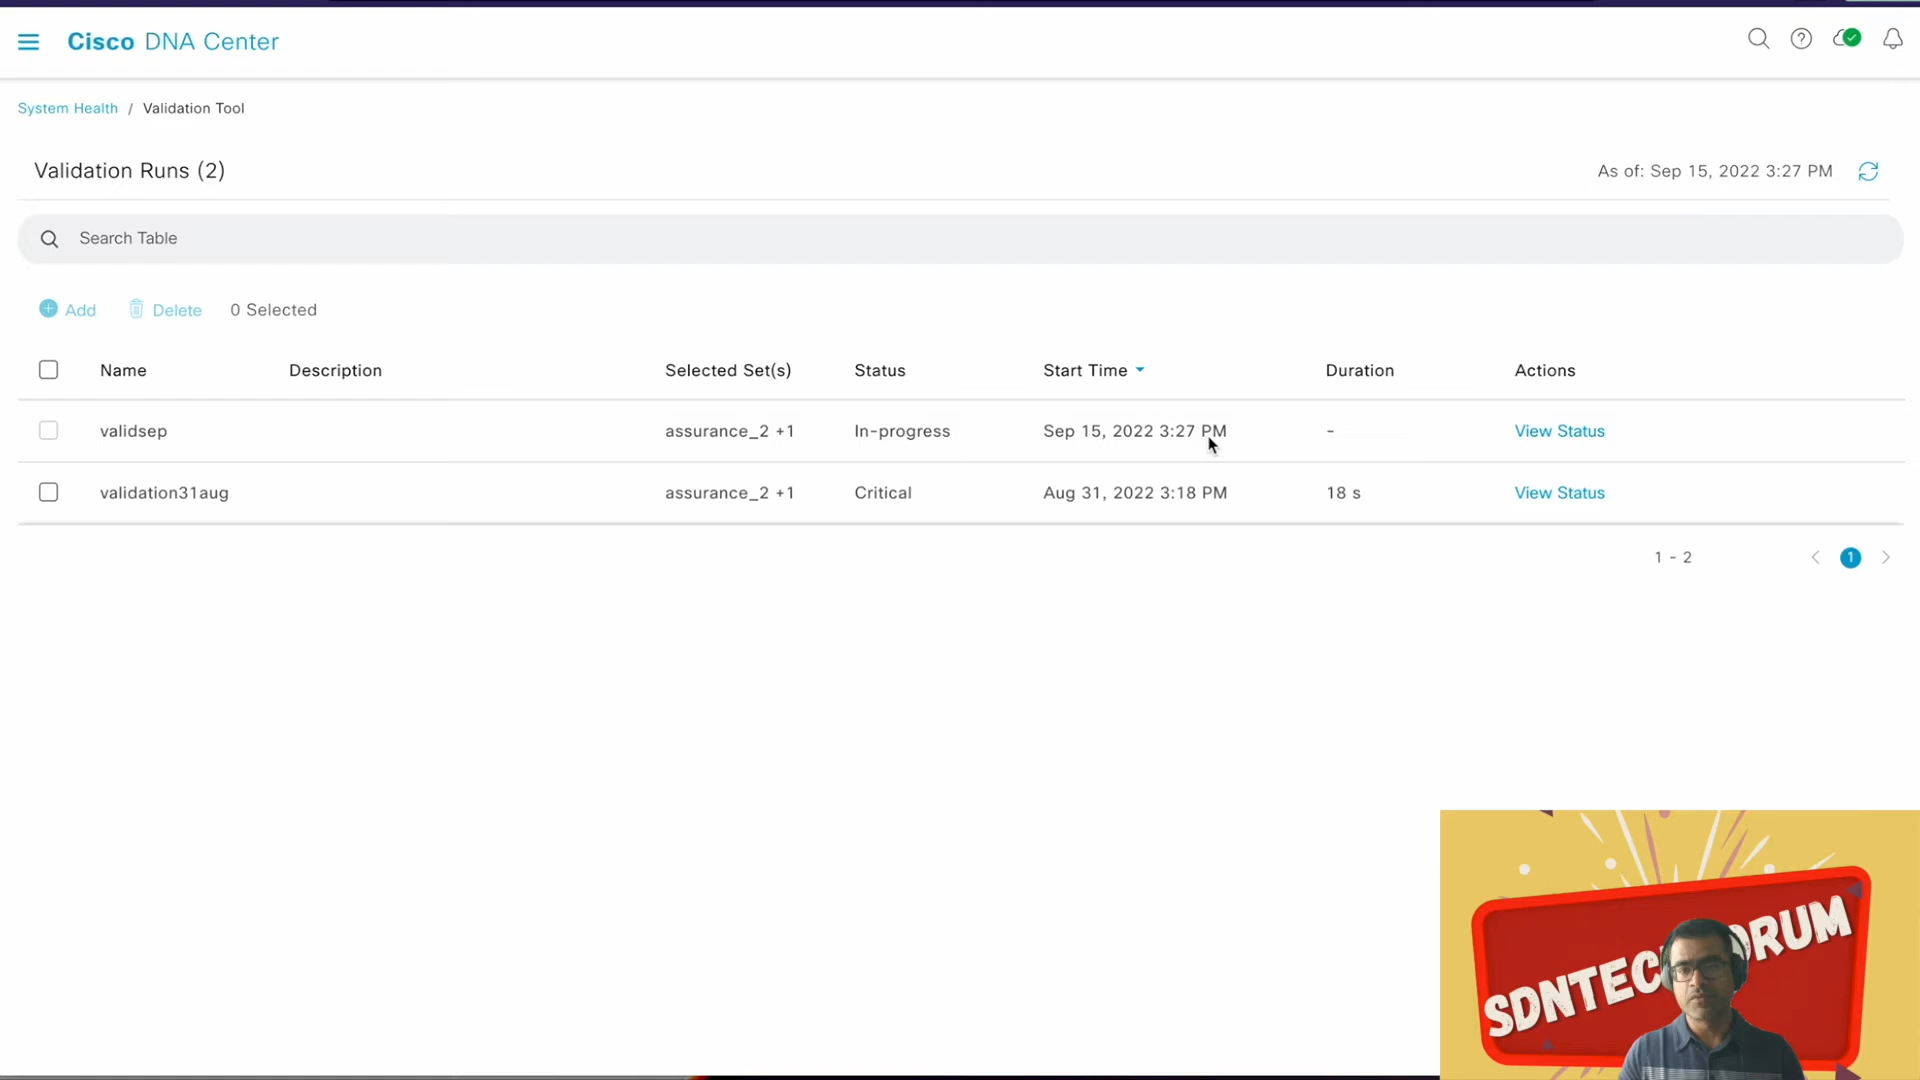 Cisco DNA Center
System Health / Validation Tool
Validation Runs (2)
As of: Sep 15, 2022 3:27 PM
Search Table
Add Delete 0 Selected
Name Description Selected Set(s) Status Start Time Duration Actions
validsep assurance_2 +1 In-progress Sep 15, 2022 3:27 PM - View Status
validation31aug assurance_2 +1 Critical Aug 31, 2022 3:18 PM 18 s View Status
1 - 2 1